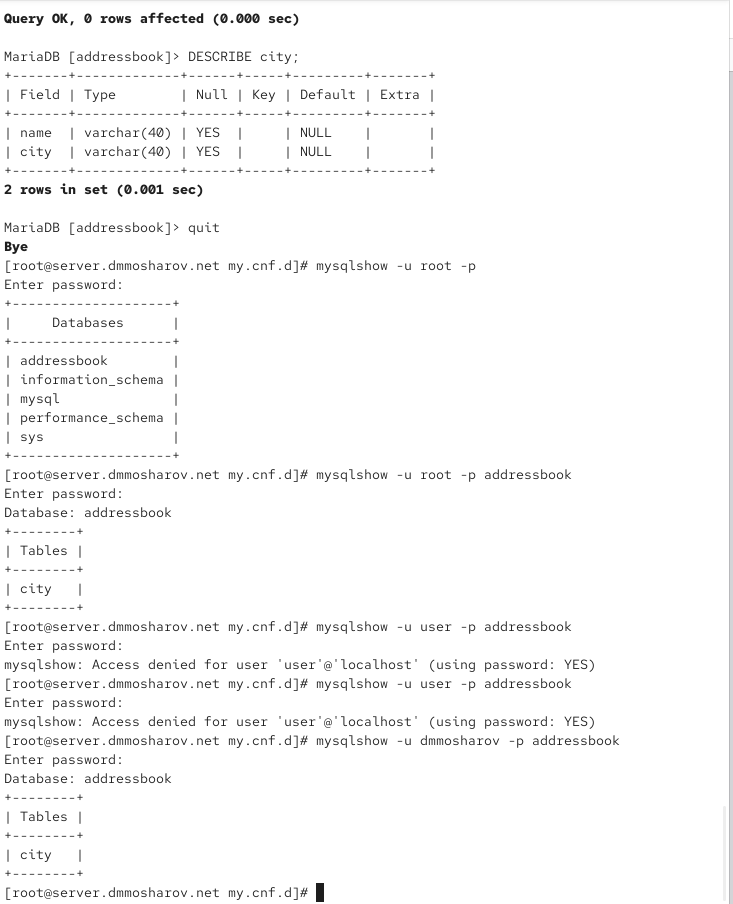 Query OK, 0 rows affected (0.000 sec)
MariaDB [addressbook]> DESCRIBE city;
+-------+-------------+------+-----+---------+-------+
| Field | Type        | Null | Key | Default | Extra |
+-------+-------------+------+-----+---------+-------+
| name  | varchar(40) | YES  |     | NULL    |       |
| city  | varchar(40) | YES  |     | NULL    |       |
+-------+-------------+------+-----+---------+-------+
2 rows in set (0.001 sec)
MariaDB [addressbook]> quit
Bye
[root@server.dmmosharov.net my.cnf.d]# mysqlshow -u root -p
Enter password:
+--------------------+
|     Databases      |
+--------------------+
| addressbook        |
| information_schema |
| mysql              |
| performance_schema |
| sys                |
+--------------------+
[root@server.dmmosharov.net my.cnf.d]# mysqlshow -u root -p addressbook
Enter password:
Database: addressbook
+--------+
| Tables |
+--------+
| city   |
+--------+
[root@server.dmmosharov.net my.cnf.d]# mysqlshow -u user -p addressbook
Enter password:
mysqlshow: Access denied for user 'user'@'localhost' (using password: YES)
[root@server.dmmosharov.net my.cnf.d]# mysqlshow -u user -p addressbook
Enter password:
mysqlshow: Access denied for user 'user'@'localhost' (using password: YES)
[root@server.dmmosharov.net my.cnf.d]# mysqlshow -u dmmosharov -p addressbook
Enter password:
Database: addressbook
+--------+
| Tables |
+--------+
| city   |
+--------+
[root@server.dmmosharov.net my.cnf.d]#